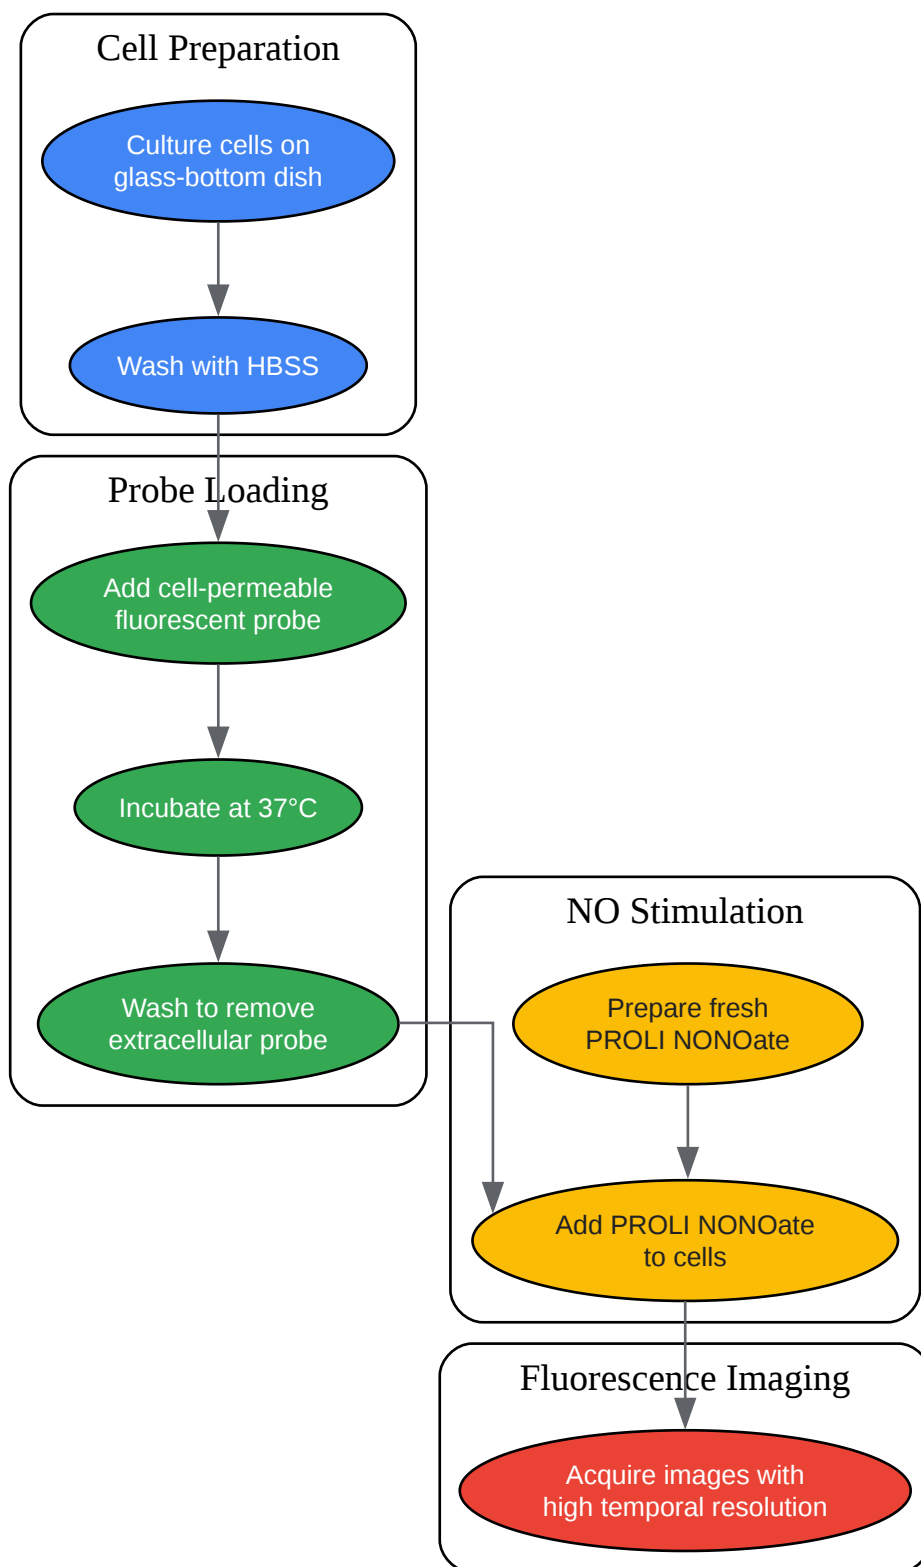 Cell Preparation
Culture cells on
glass-bottom dish
Wash with HBSS
Probe Loading
Add cell-permeable
fluorescent probe
Incubate at 37°C
Wash to remove
extracellular probe
NO Stimulation
Prepare fresh
PROLI NONOate
Add PROLI NONOate
to cells
Fluorescence Imaging
Acquire images with
high temporal resolution